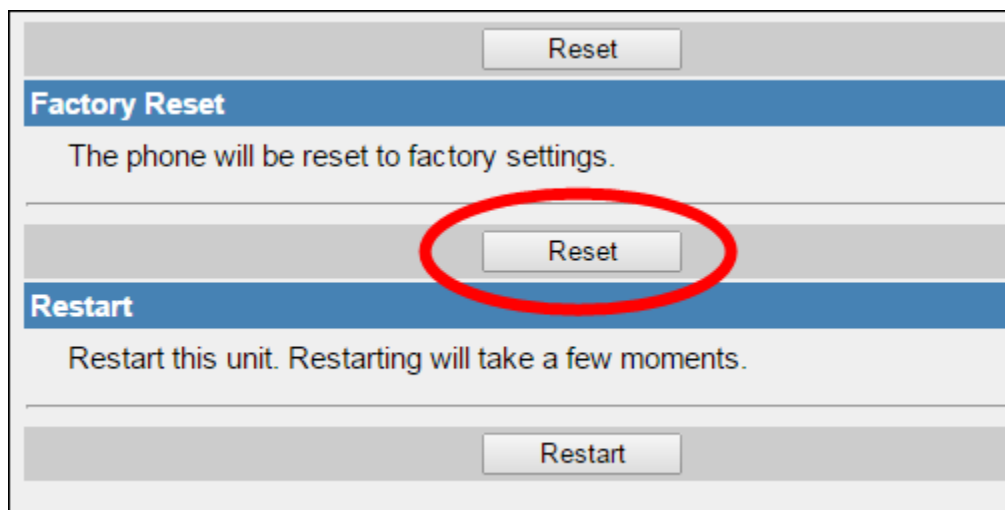 Reset
Factory Reset
The phone will be reset to factory settings.
Reset
Restart
Restart this unit. Restarting will take a few moments.
Restart